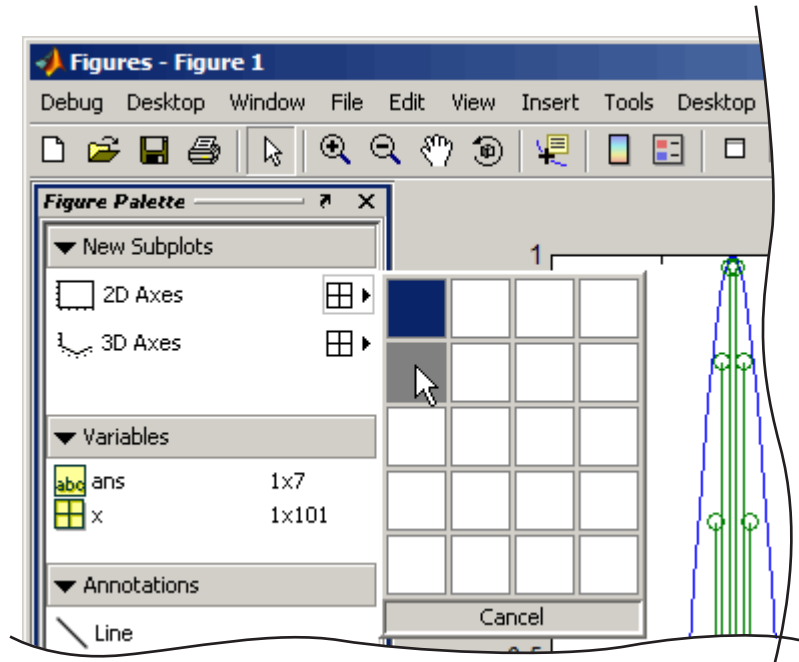 Figures - Figure 1
Debug Desktop Window File Edit View Insert Tools Desktop
Figure Palette
New Subplots
1
2D Axes
3D Axes
Variables
abc ans 1x7
x 1x101
Annotations
Cancel
Line